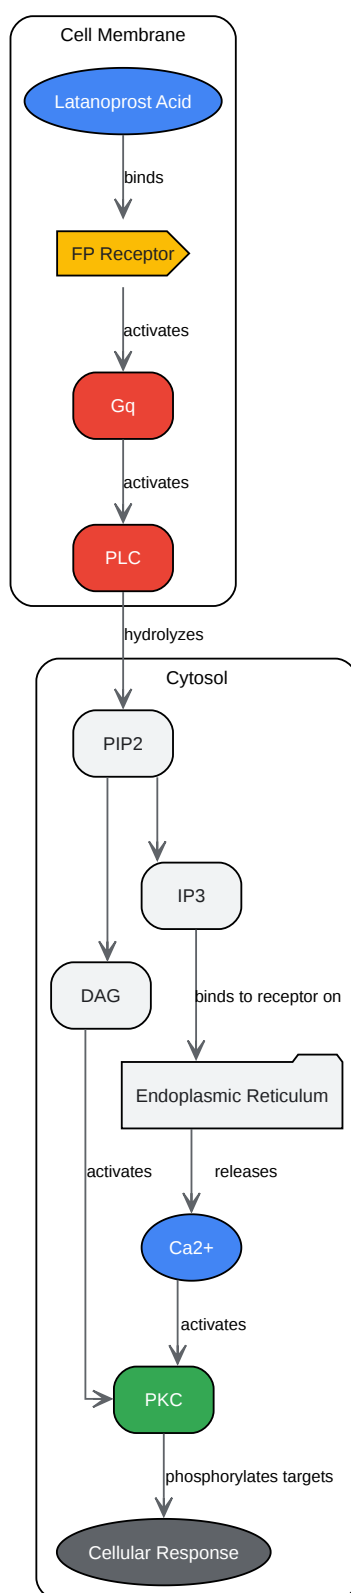 Cell Membrane
Latanoprost Acid
binds
FP Receptor
activates
Gq
activates
PLC
hydrolyzes
Cytosol
PIP2
IP3
DAG
binds to receptor on
Endoplasmic Reticulum
activates
releases
Ca2+
activates
PKC
phosphorylates targets
Cellular Response